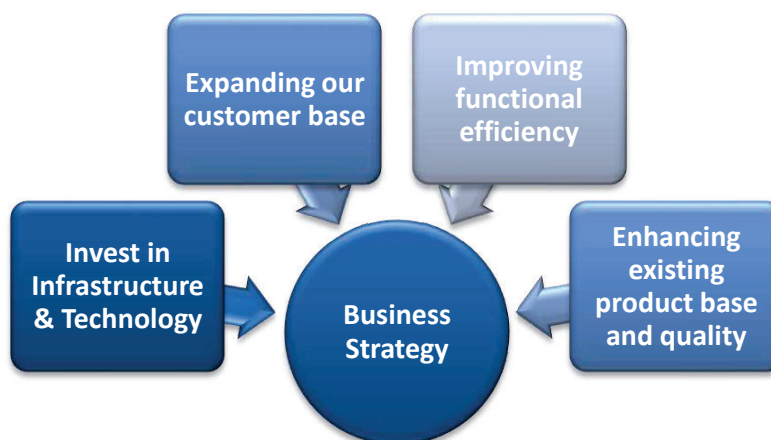 Expanding our
customer base
Improving
functional
efficiency
Invest in
Infrastructure
& Technology
Business
Strategy
Enhancing
existing
product base
and quality